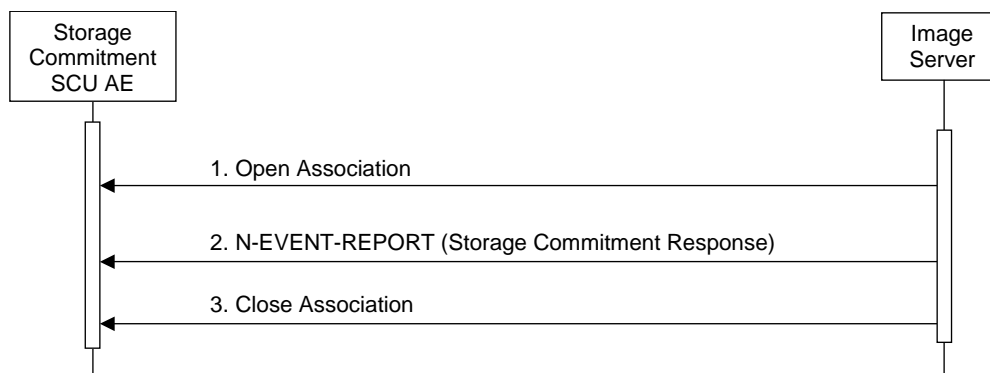 Storage
Commitment
SCU AE
Image
Server
1. Open Association
2. N-EVENT-REPORT (Storage Commitment Response)
3. Close Association